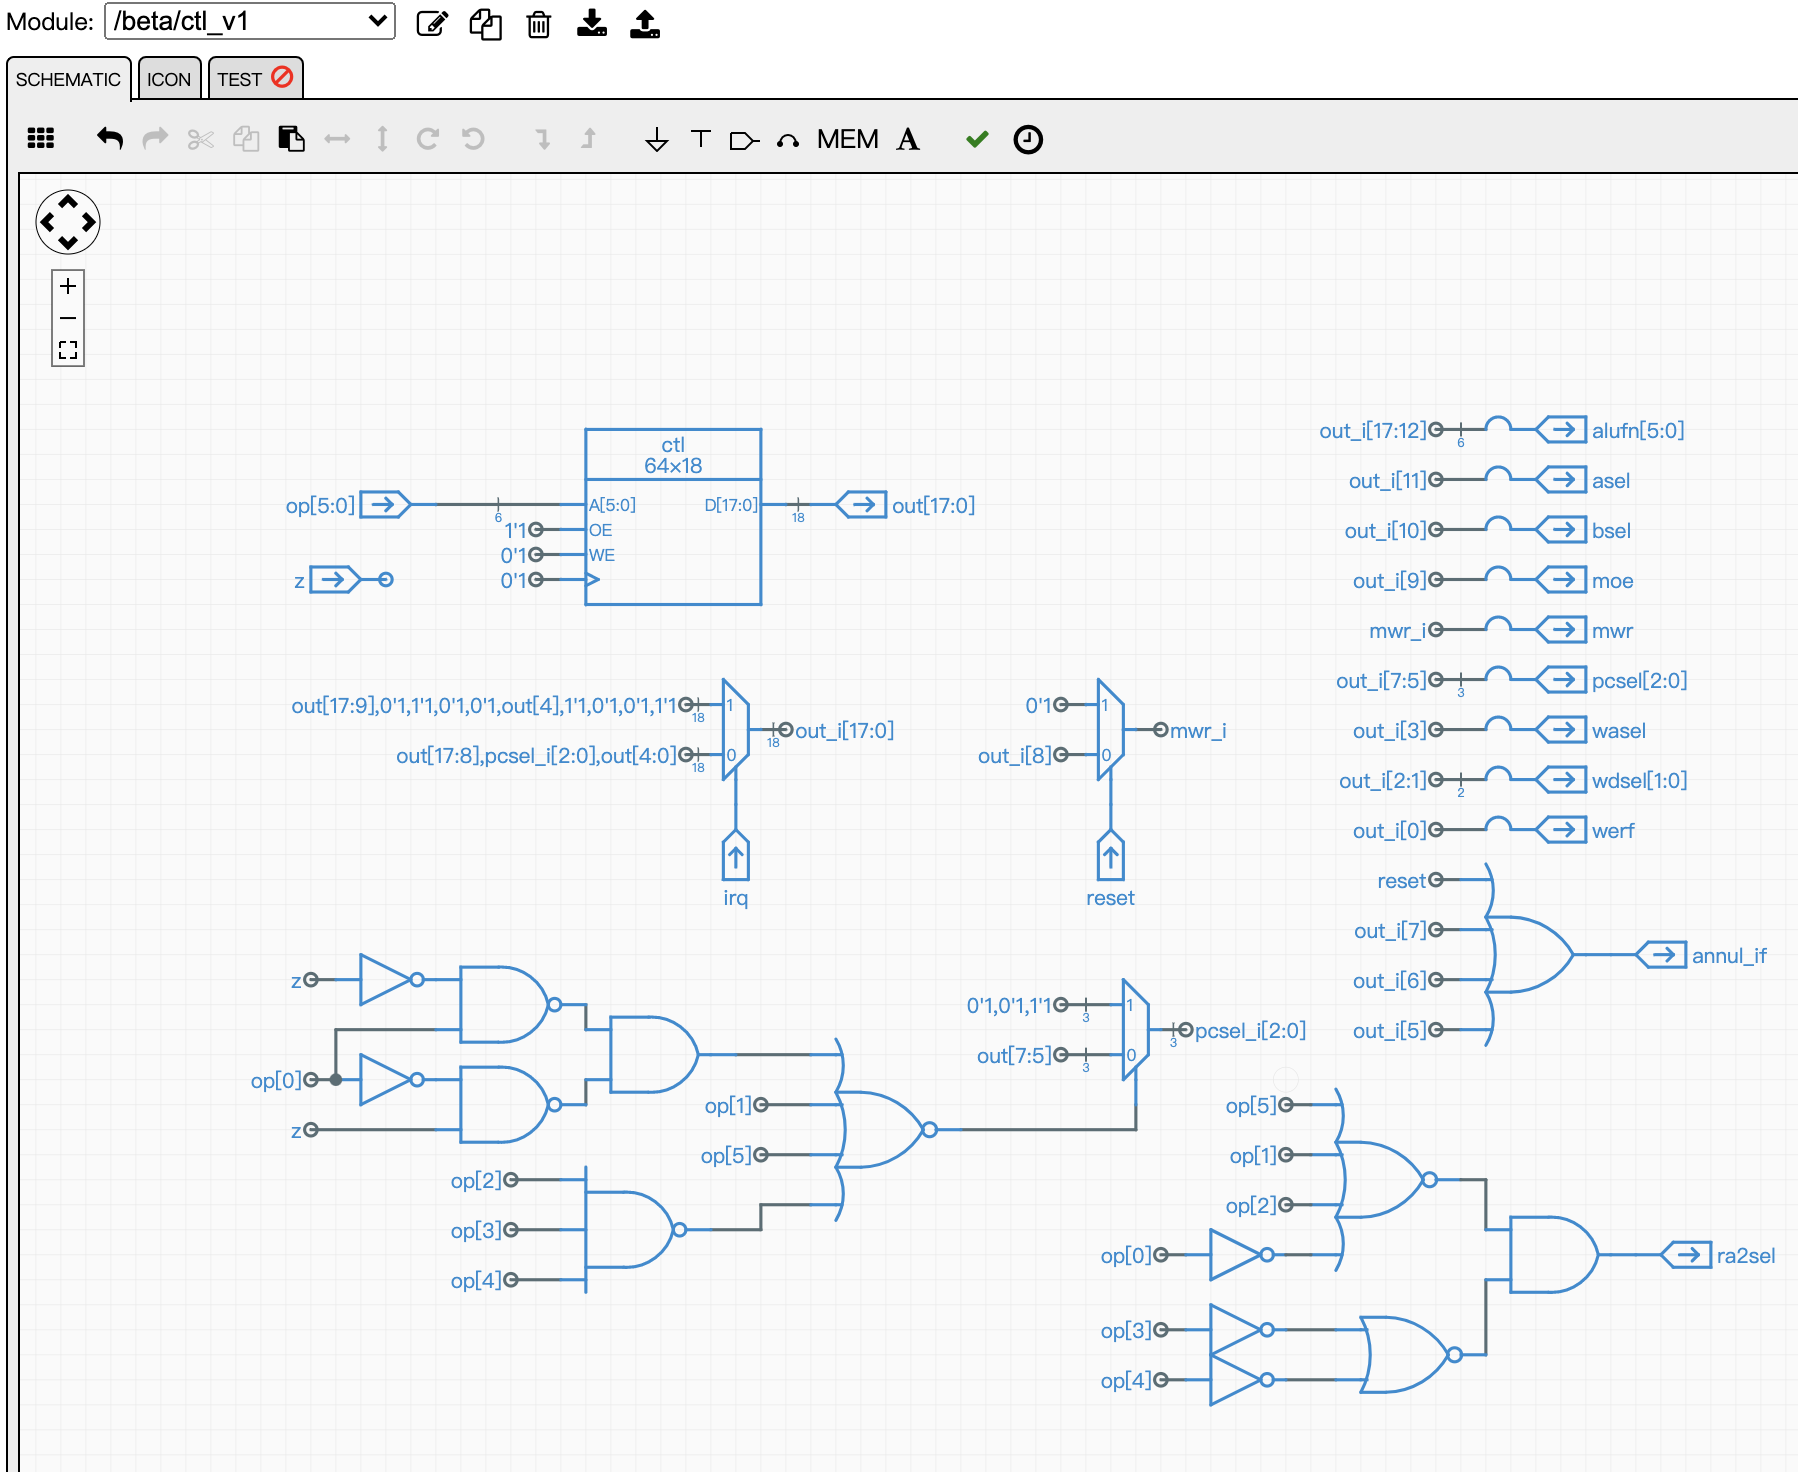 Module: /beta/ctl_v1
SCHEMATIC ICON TEST
MEM A
ctl
64×18
op[5:0] 6 A[5:0] D[17:0] 18 out[17:0]
1'1 OE
0'1 WE
z 0'1
out[17:9],0'1,1'1,0'1,0'1,out[4],1'1,0'1,0'1,1'1 18 1
18 out_i[17:0]
out[17:8],pcsel_i[2:0],out[4:0] 18 0
irq
0'1 1
mwr_i
out_i[8] 0
reset
out_i[17:12] 6 alufn[5:0]
out_i[11] asel
out_i[10] bsel
out_i[9] moe
mwr_i mwr
out_i[7:5] 3 pcsel[2:0]
out_i[3] wasel
out_i[2:1] 2 wdsel[1:0]
out_i[0] werf
reset
out_i[7]
annul_if
out_i[6]
out_i[5]
z
op[0]
z
op[1]
op[5]
op[2]
op[3]
op[4]
0'1,0'1,1'1 3 1
3 pcsel_i[2:0]
out[7:5] 3 0
op[5]
op[1]
op[2]
op[0]
ra2sel
op[3]
op[4]